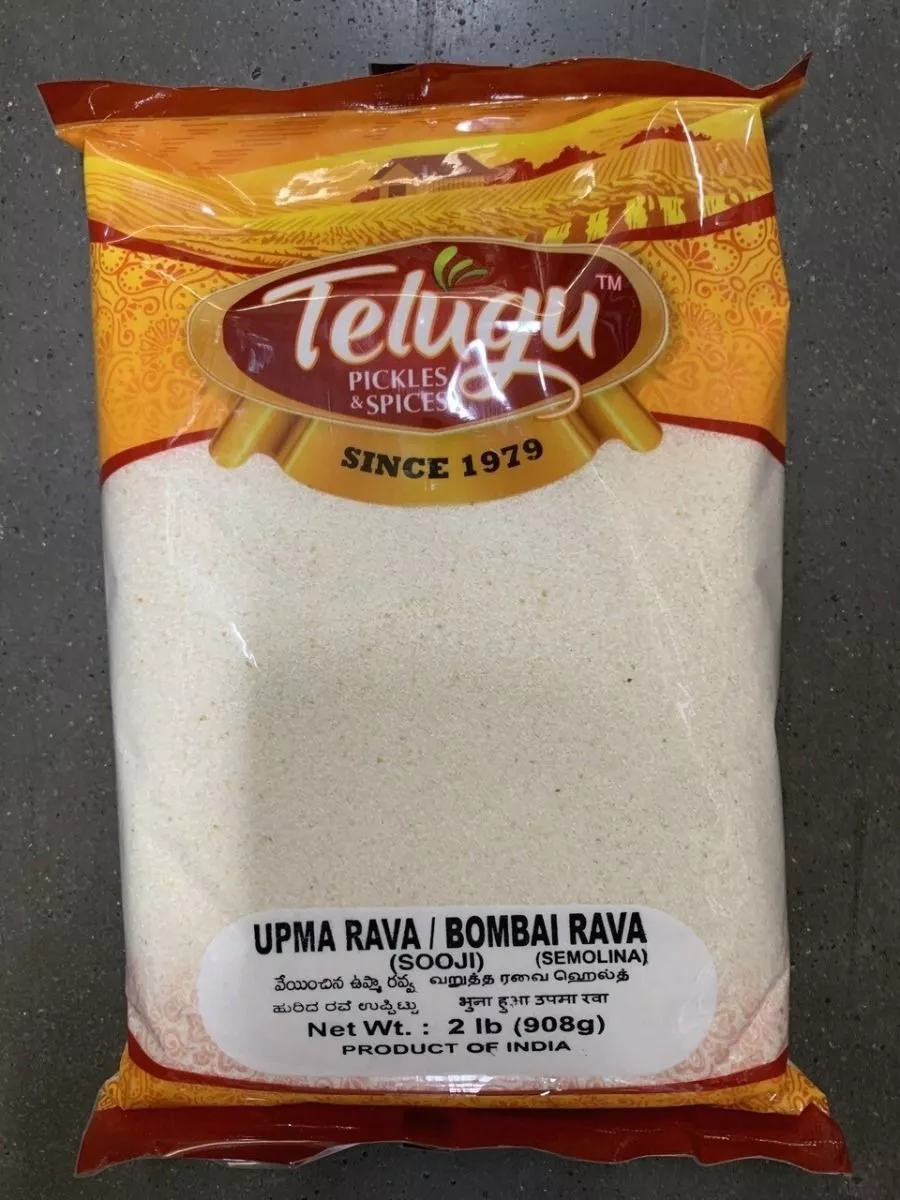 Telugu™
PICKLES
& SPICES
SINCE 1979
UPMA RAVA / BOMBAI RAVA
(SOOJI) (SEMOLINA)
వేయించిన ఉప్మా రవ్వ வறுத்த ரவை ஹெல்த்
ಹುರಿದ ರವೆ ಉಪ್ಪಿಟ್ಟು भुना हुआ उपमा रवा
Net Wt. : 2 lb (908g)
PRODUCT OF INDIA